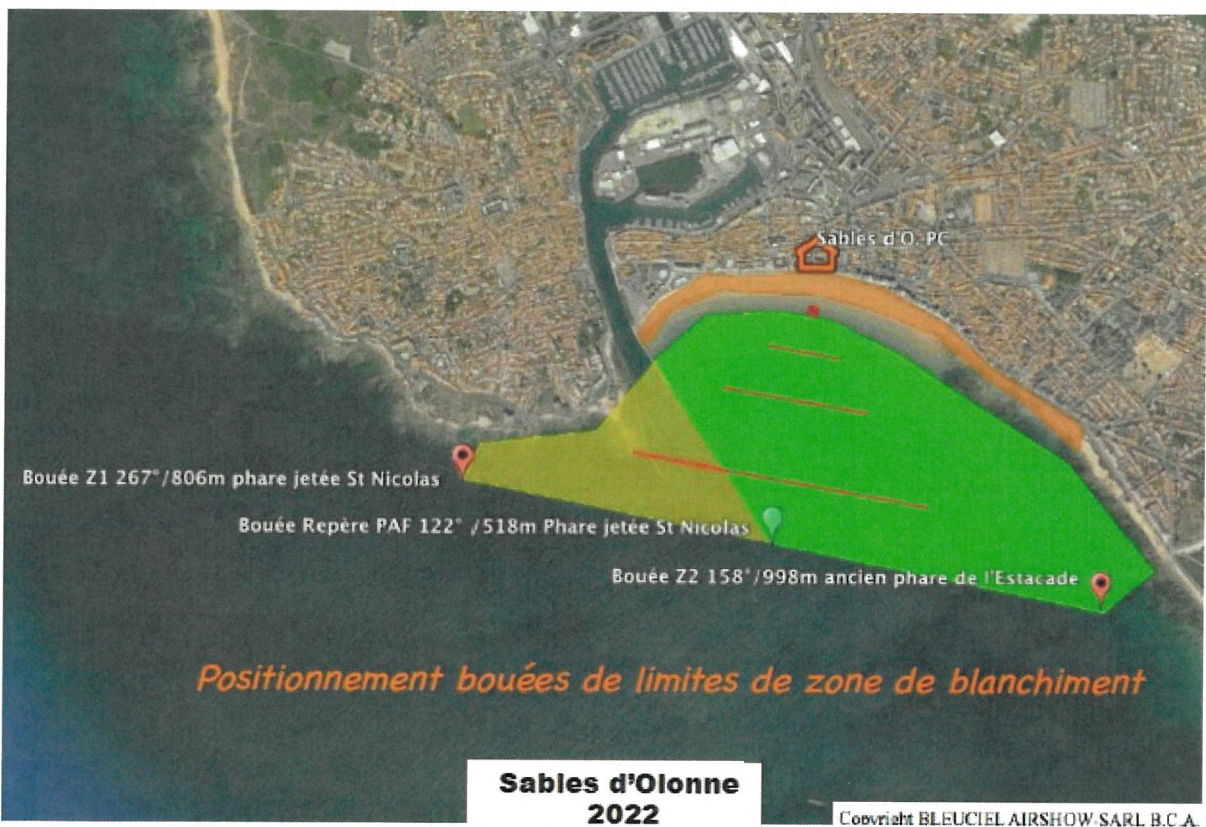 Sables d'O. PC
Bouée Z1 267°/806m phare jetée St Nicolas
Bouée Repère PAF 122° /518m Phare jetée St Nicolas
Bouée Z2 158°/998m ancien phare de l'Estacade
Positionnement bouées de limites de zone de blanchiment
Sables d'Olonne
2022
Copyright BLEUCIEL AIRSHOW-SARL B.C.A.